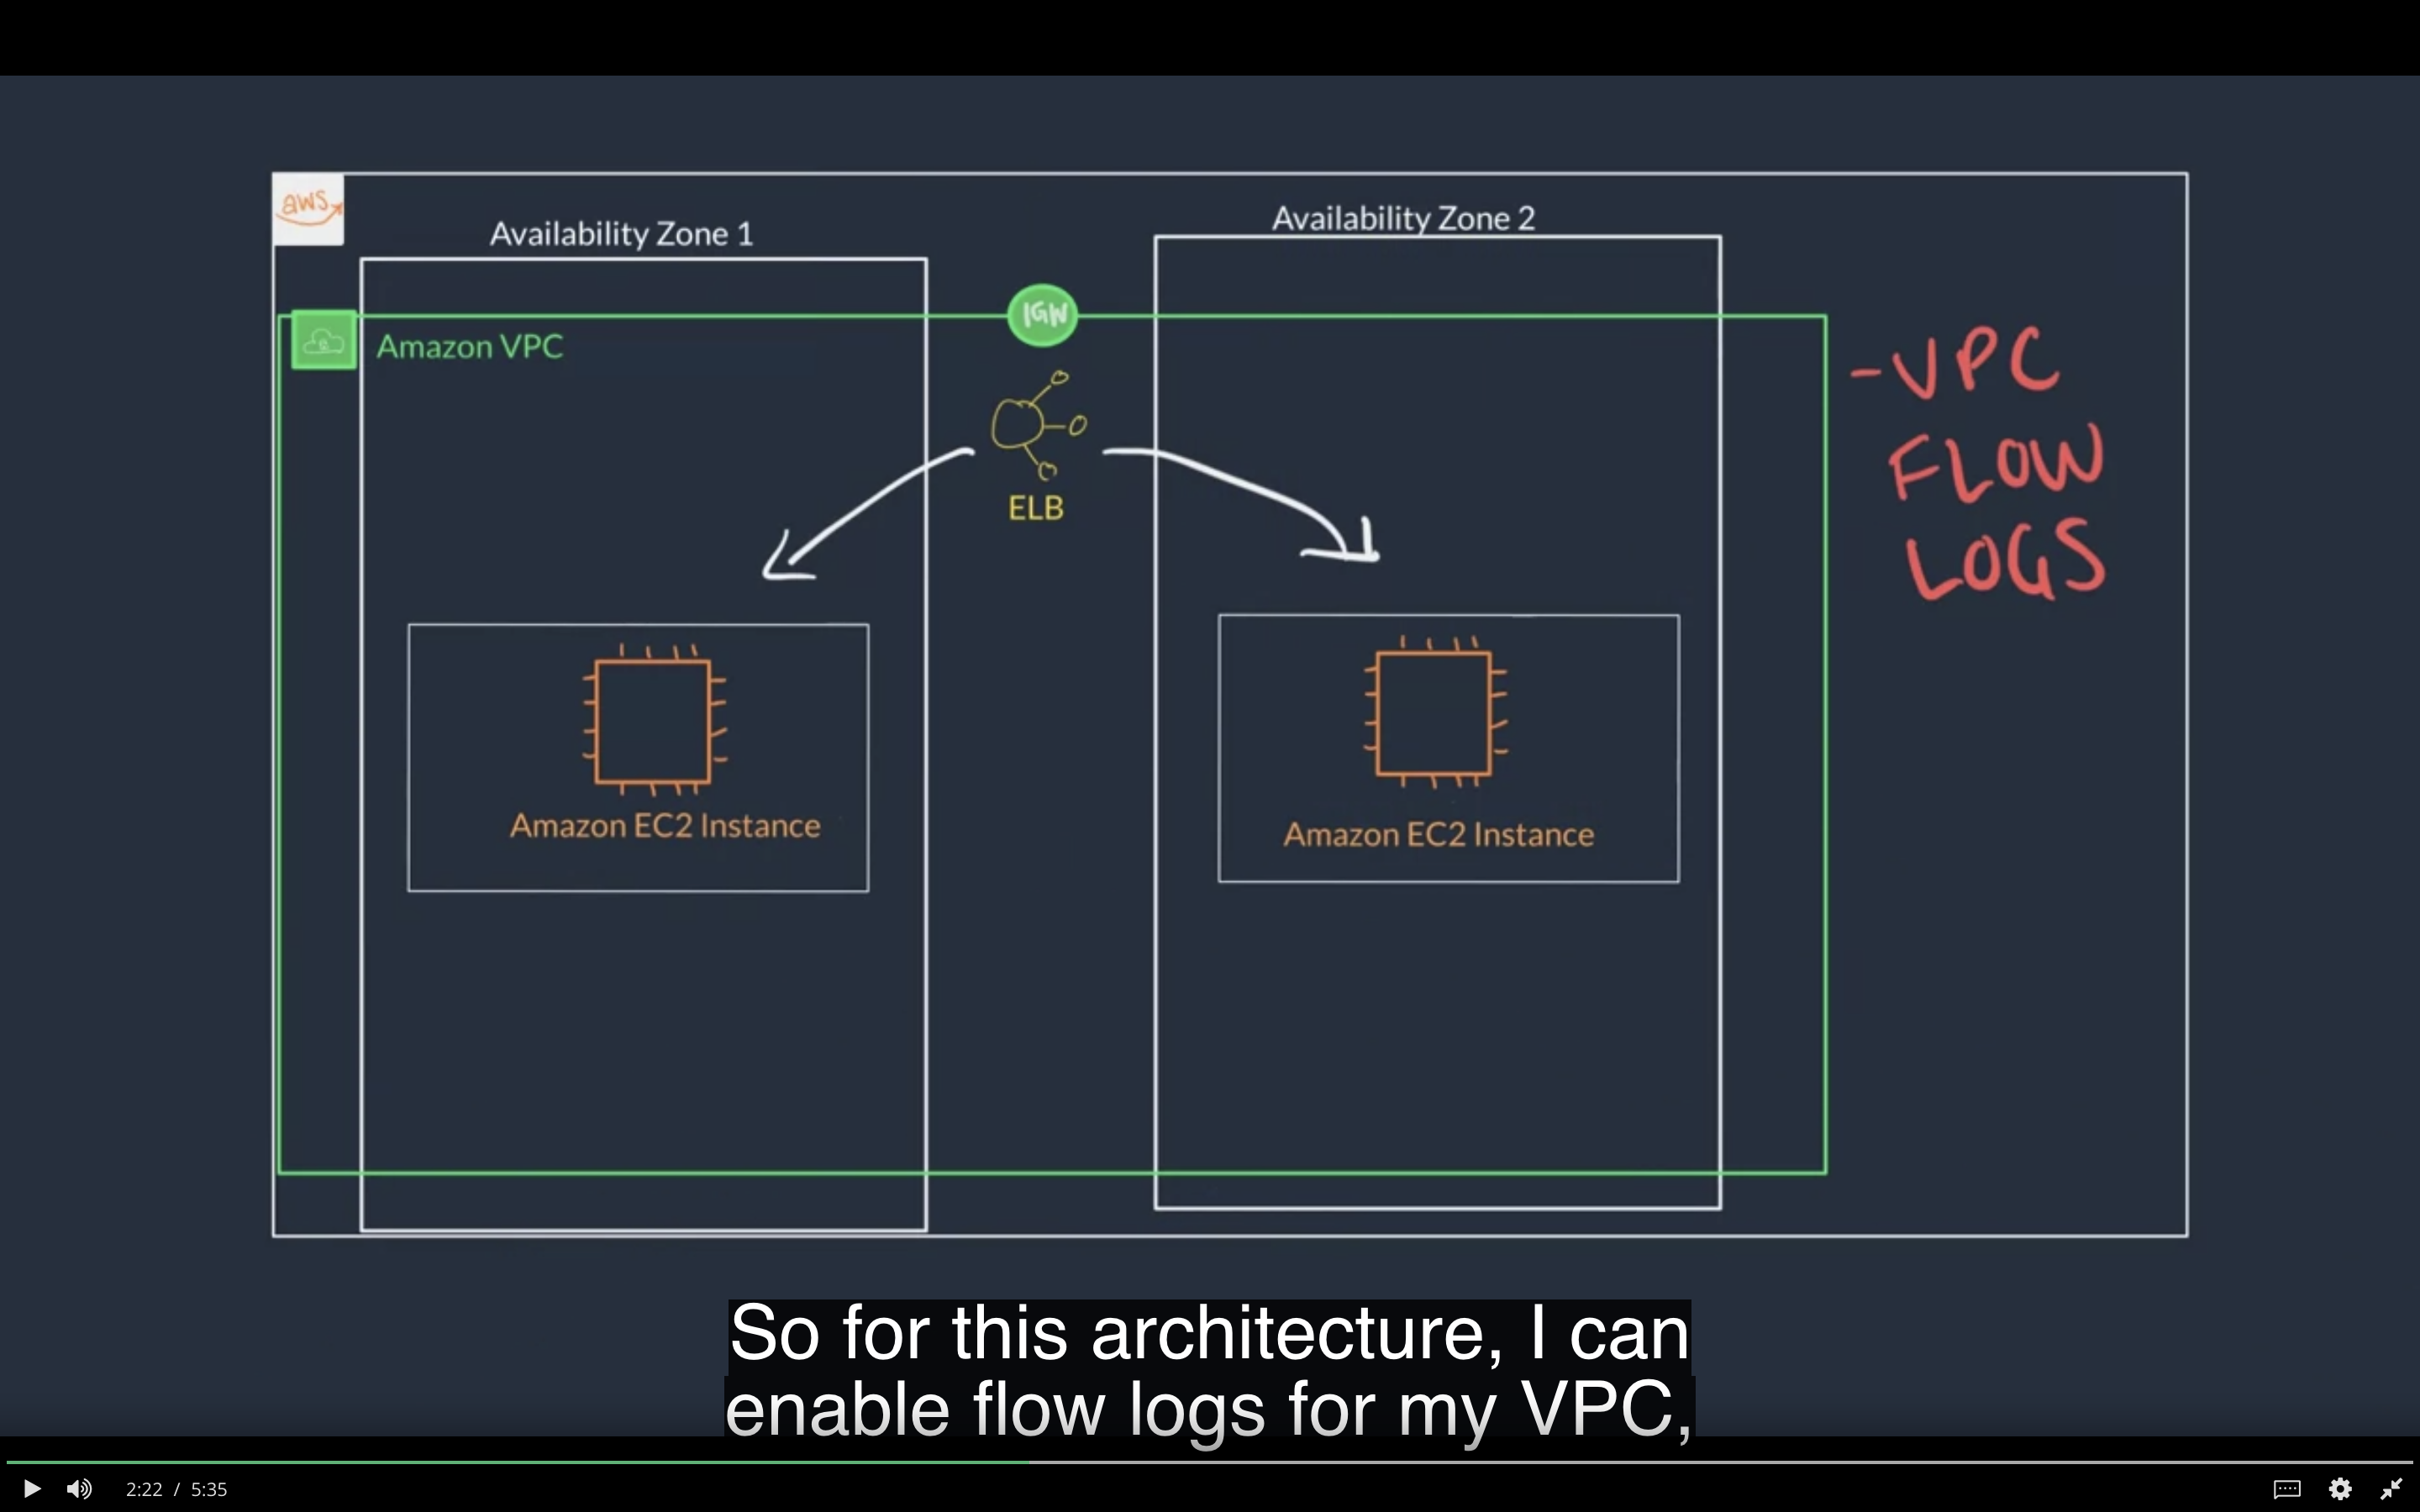 aws
Availability Zone 1
Availability Zone 2
IGW
Amazon VPC
- VPC
FLOW
LOGS
ELB
Amazon EC2 Instance
Amazon EC2 Instance
So for this architecture, I can
enable flow logs for my VPC,
2:22 / 5:35